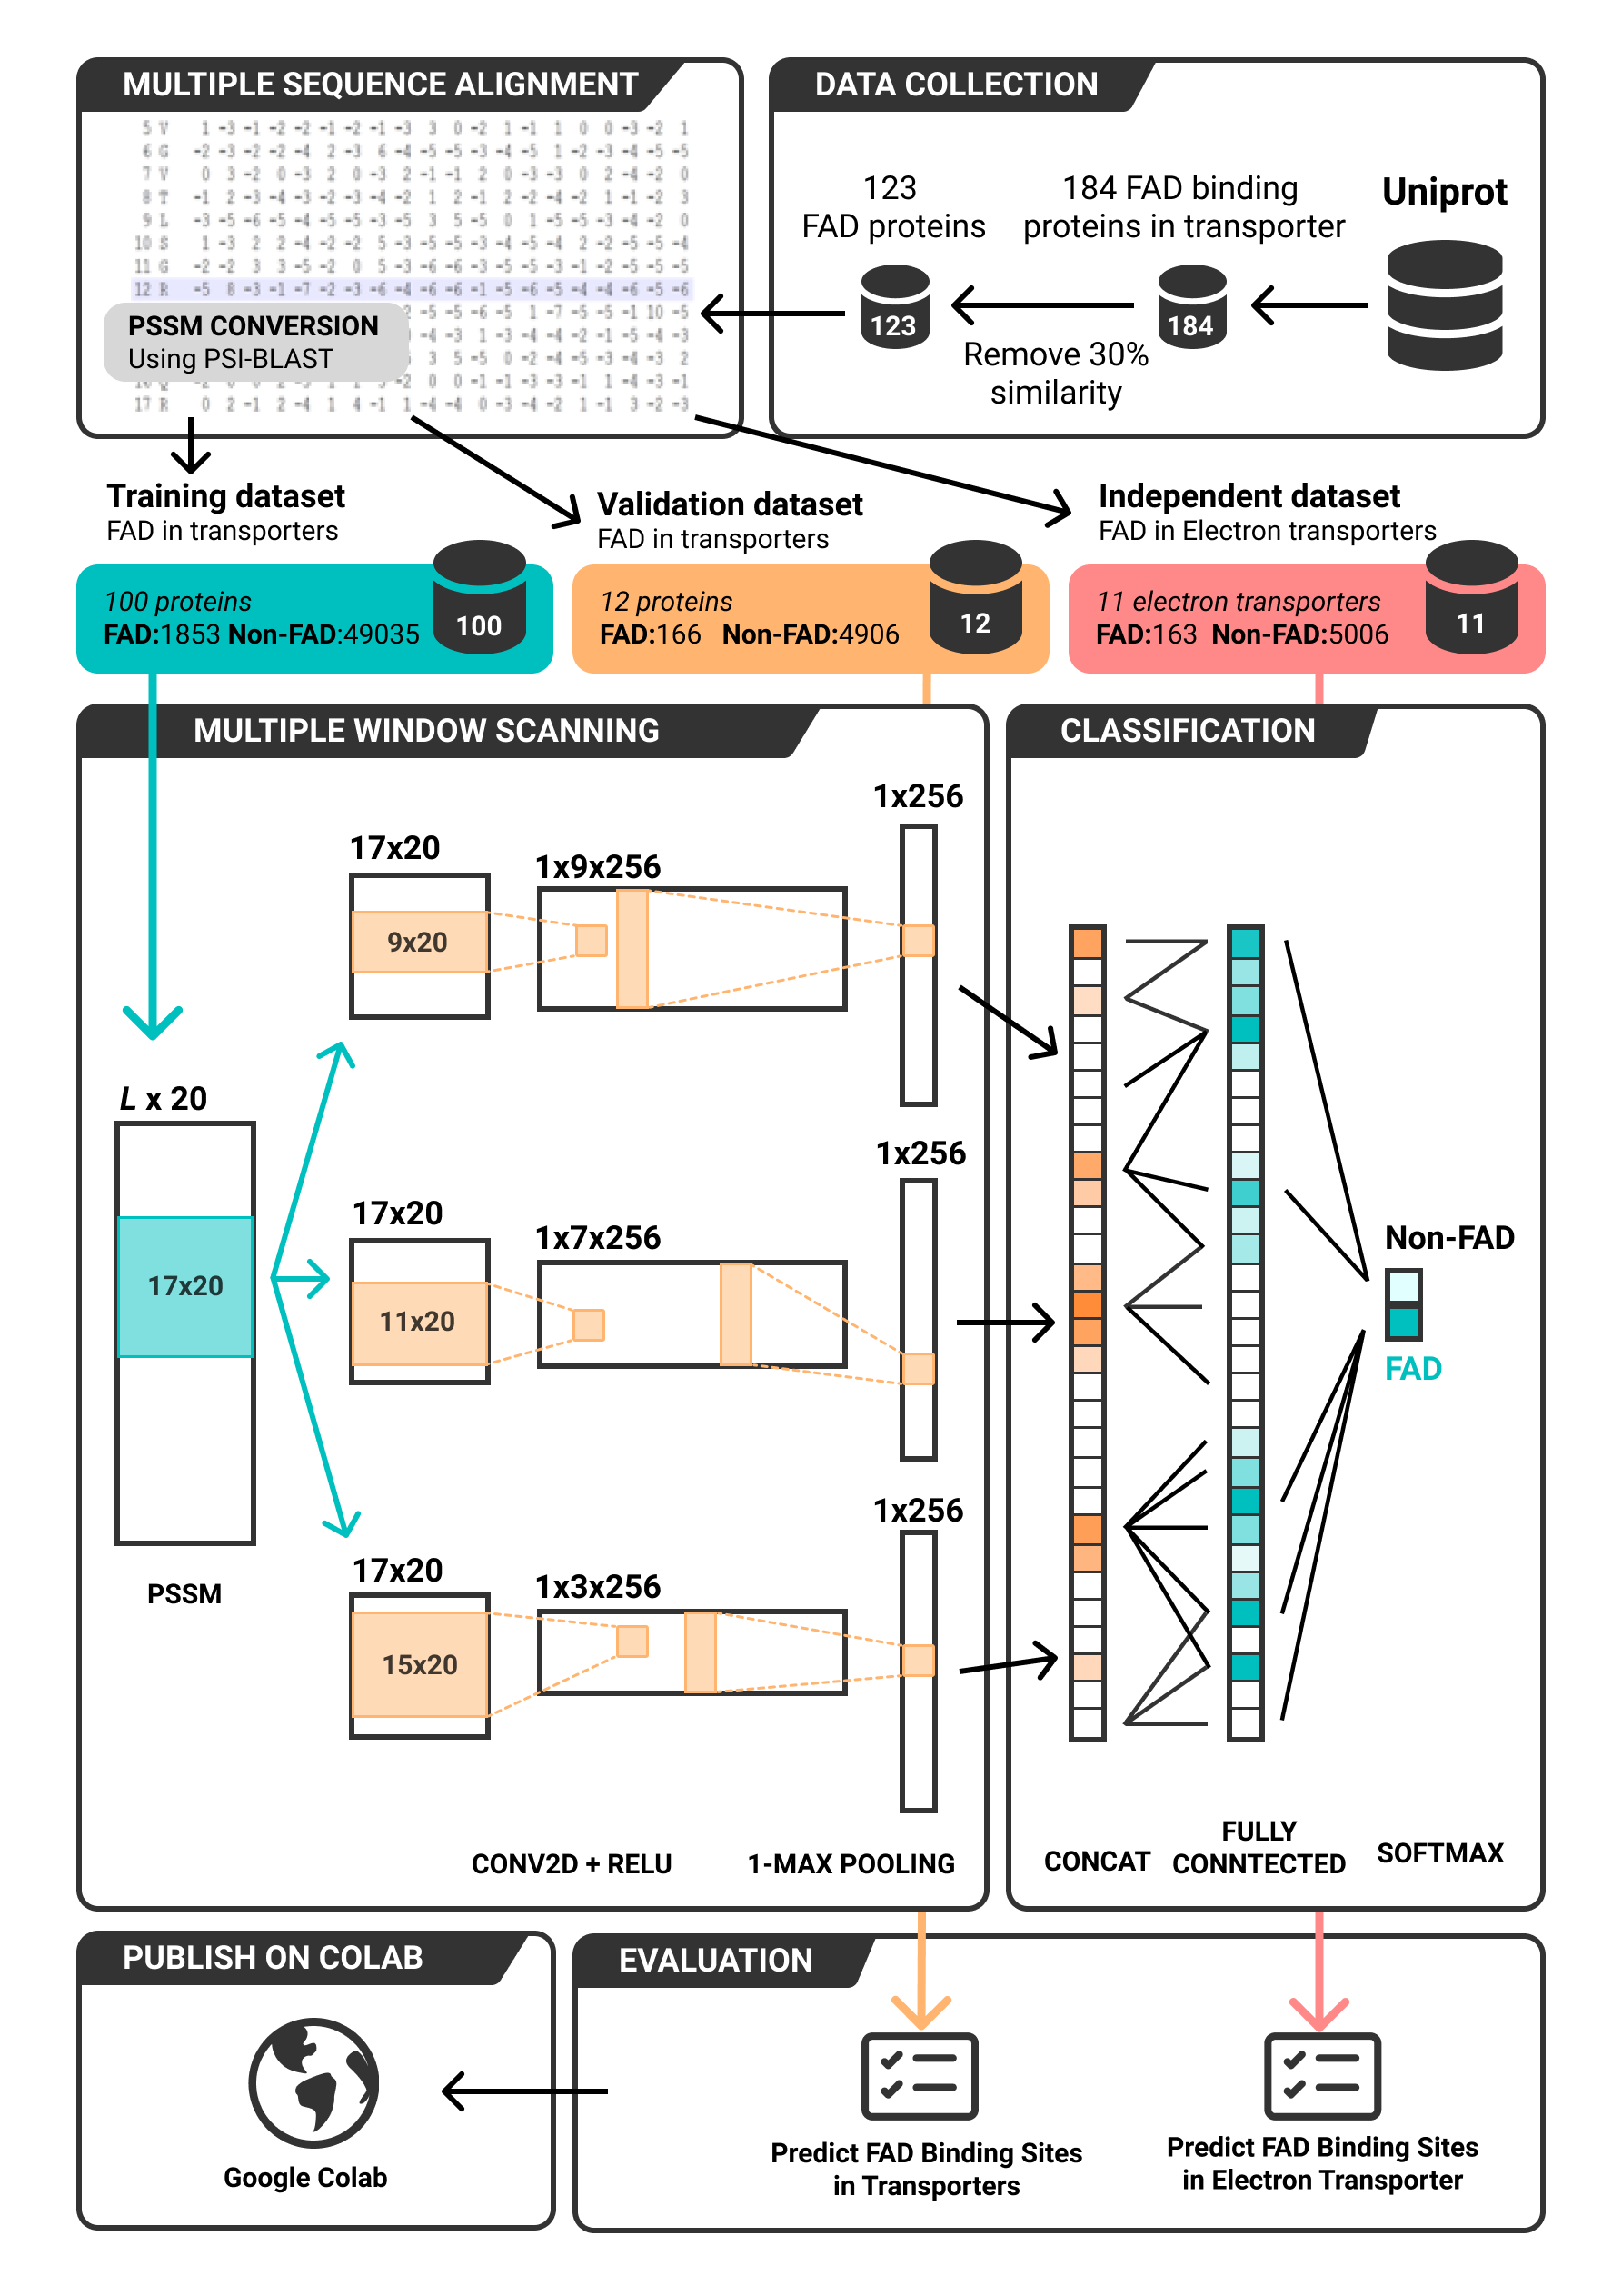 MULTIPLE SEQUENCE ALIGNMENT
5 V 1 -3 -1 -2 -2 -1 -2 -1 -3 3 0 -2 1 -1 1 0 0 -3 -2 1
6 G -2 -3 -2 -2 -4 2 -3 6 -4 -5 -5 -3 -4 -5 1 -2 -3 -4 -5 -5
7 V 0 3 -2 0 -3 2 0 -3 2 -1 -1 2 0 -3 -3 0 2 -4 -2 0
8 T -1 2 -3 -4 -3 -2 -3 -4 -2 1 2 -1 2 -2 -4 -2 1 -1 -2 3
9 L -3 -5 -6 -5 -4 -5 -5 -3 -5 3 5 -5 0 1 -5 -5 -3 -4 -2 0
10 S 1 -3 2 2 -4 -2 -2 5 -3 -5 -5 -3 -4 -5 -4 2 -2 -5 -5 -4
11 G -2 -2 3 3 -5 -2 0 5 -3 -6 -6 -3 -5 -5 -3 -1 -2 -5 -5 -5
12 R -5 8 -3 -1 -7 -2 -3 -6 -4 -6 -6 -1 -5 -6 -5 -4 -4 -6 -5 -6
2 -5 -5 -6 -5 1 -7 -5 -5 -1 10 -5
-4 -3 1 -3 -4 -4 -2 -1 -5 -4 -3
3 5 -5 0 -2 -4 -5 -3 -4 -3 2
-2 0 0 -1 -1 -3 -3 -1 1 -4 -3 -1
17 R 0 2 -1 2 -4 1 4 -1 1 -4 -4 0 -3 -4 -2 1 -1 3 -2 -3
PSSM CONVERSION
Using PSI-BLAST
DATA COLLECTION
123
FAD proteins
184 FAD binding
proteins in transporter
Uniprot
123
184
Remove 30%
similarity
Training dataset
FAD in transporters
100 proteins
FAD:1853 Non-FAD:49035
100
Validation dataset
FAD in transporters
12 proteins
FAD:166 Non-FAD:4906
12
Independent dataset
FAD in Electron transporters
11 electron transporters
FAD:163 Non-FAD:5006
11
MULTIPLE WINDOW SCANNING
L x 20
17x20
PSSM
17x20
9x20
1x9x256
1x256
17x20
11x20
1x7x256
1x256
17x20
15x20
1x3x256
1x256
CONV2D + RELU
1-MAX POOLING
CLASSIFICATION
Non-FAD
FAD
CONCAT
FULLY
CONNTECTED
SOFTMAX
PUBLISH ON COLAB
Google Colab
EVALUATION
Predict FAD Binding Sites
in Transporters
Predict FAD Binding Sites
in Electron Transporter